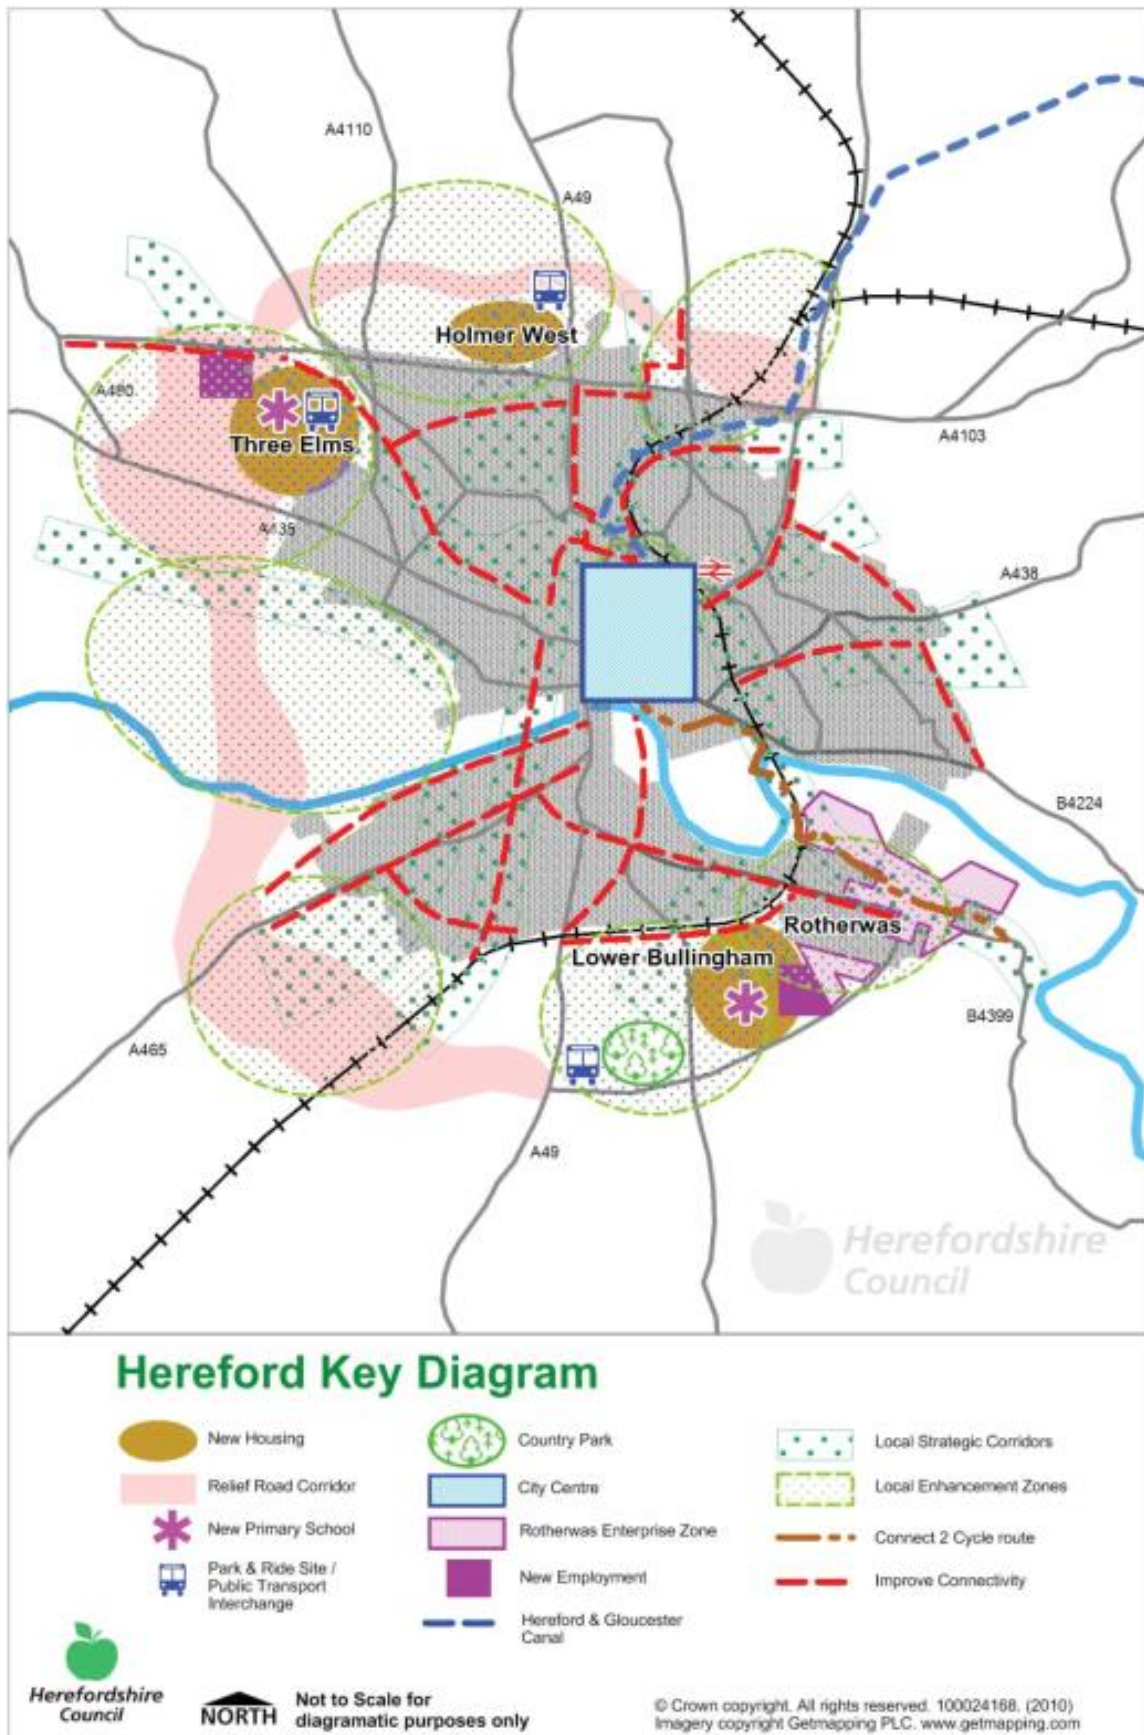 A4110
A49
Holmer West
A480
Three Elms
A4103
A435
A438
B4224
Rotherwas
Lower Bullingham
B4399
A465
A49
Herefordshire
Council
Hereford Key Diagram
New Housing
Relief Road Corridor
New Primary School
Park & Ride Site /
Public Transport
Interchange
Country Park
City Centre
Rotherwas Enterprise Zone
New Employment
Hereford & Gloucester
Canal
Local Strategic Corridors
Local Enhancement Zones
Connect 2 Cycle route
Improve Connectivity
Herefordshire
Council
NORTH
Not to Scale for
diagramatic purposes only
© Crown copyright. All rights reserved. 100024168. (2010)
Imagery copyright Getmapping PLC. www.getmapping.com